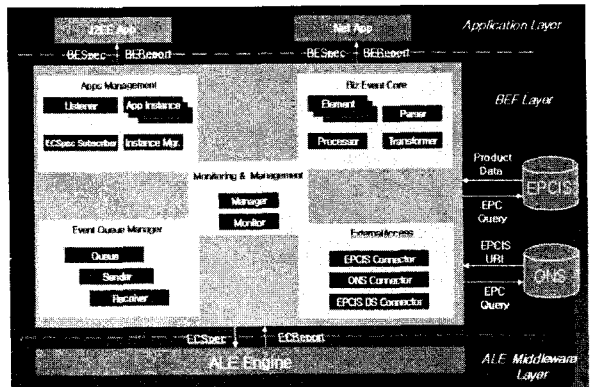 J2EE App
.Net App
Application Layer
BESpec
BEReport
BESpec
BEReport
BEF Layer
Apps Management
Listener
App Instance
ECSpec Subscriber
Instance Mgr.
Biz Event Core
Element
Parser
Processor
Transformer
Monitoring & Management
Manager
Monitor
Event Queue Manager
Queue
Sender
Receiver
External Access
EPCIS Connector
ONS Connector
EPCIS DS Connector
Product
Data
EPCIS
EPC
Query
EPCIS
URI
ONS
EPC
Query
ECSpec
ECReport
ALE Engine
ALE Middleware
Layer